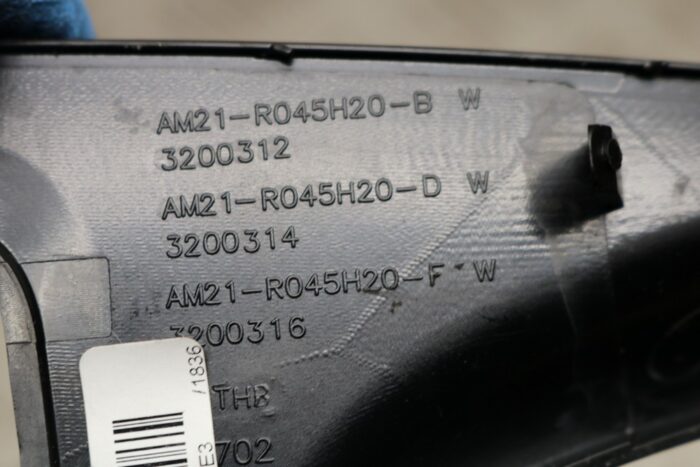 AM21-R045H20-B W
3200312
AM21-R045H20-D W
3200314
AM21-R045H20-F W
3200316
/1836
THB
E3
702